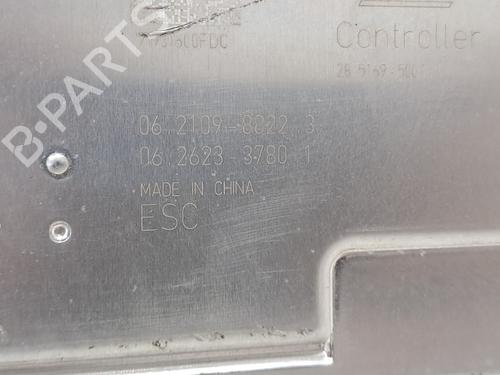 Controller
06.2109-8022.3
06.2623-3780.1
MADE IN CHINA
ESC
B-PARTS